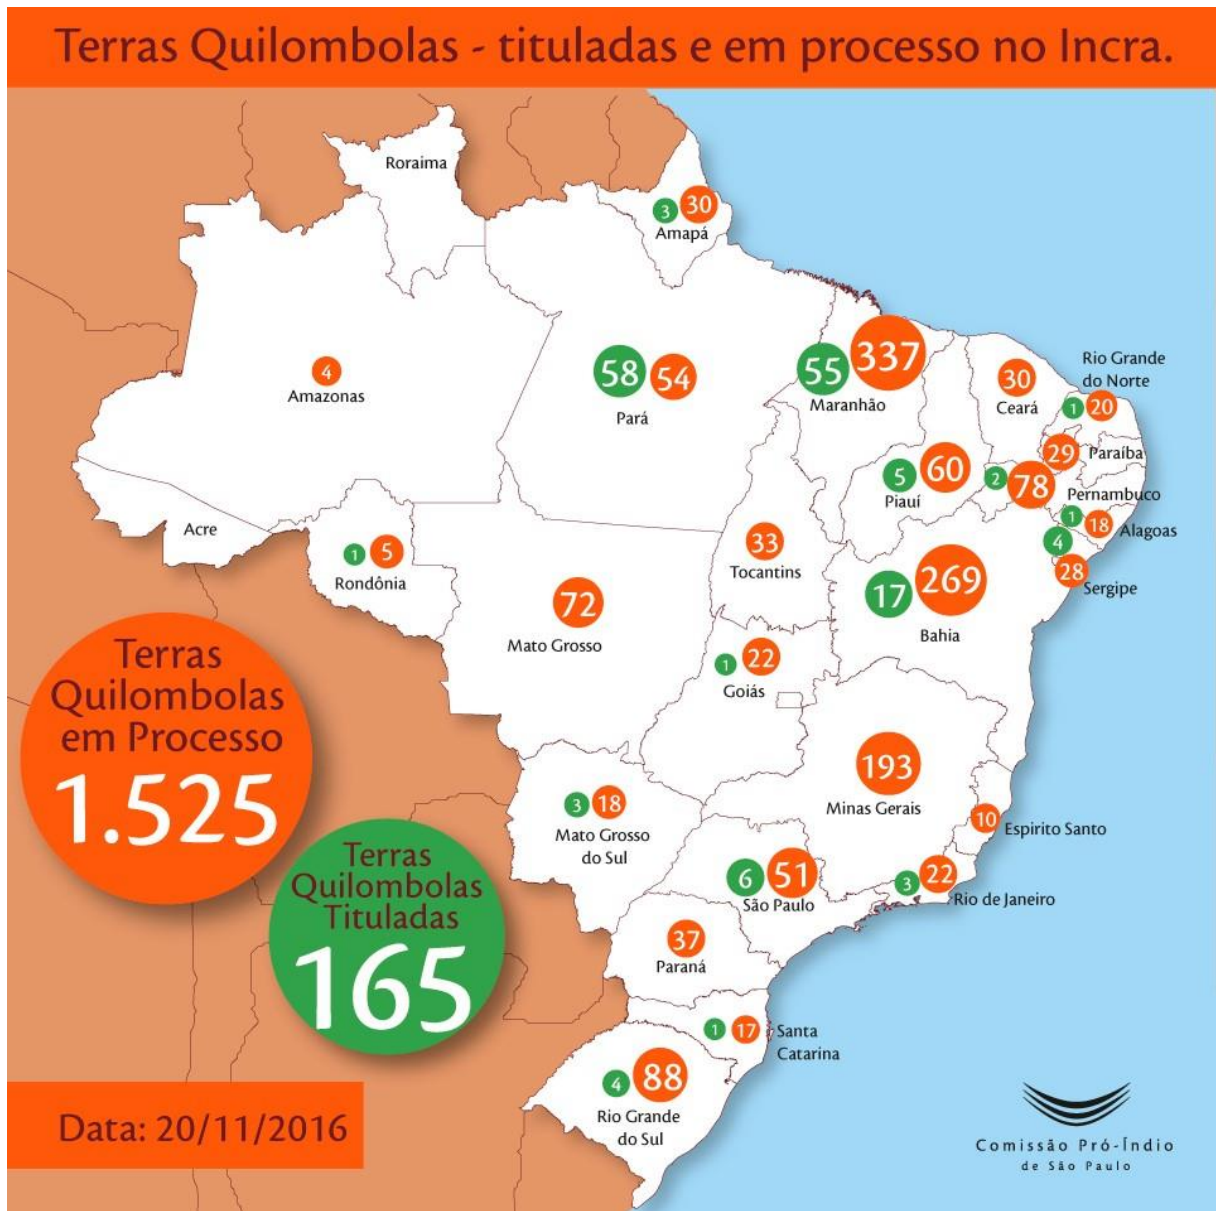 Terras Quilombolas - tituladas e em processo no Incra.
Roraima
3 30
Amapá
4
Amazonas
58 54
Pará
55 337
Maranhão
30
Ceará
Rio Grande
do Norte
1 20
29 Paraíba
5 60
Piauí
2 78
Pernambuco
1 18 Alagoas
4
28
Sergipe
Acre
1 5
Rondônia
33
Tocantins
17 269
Bahia
72
Mato Grosso
1 22
Goiás
193
Minas Gerais
10 Espirito Santo
3 18
Mato Grosso
do Sul
6 51
São Paulo
3 22
Rio de Janeiro
37
Paraná
1 17 Santa
Catarina
4 88
Rio Grande
do Sul
Terras
Quilombolas
em Processo
1.525
Terras
Quilombolas
Tituladas
165
Data: 20/11/2016
Comissão Pró-Índio
de São Paulo